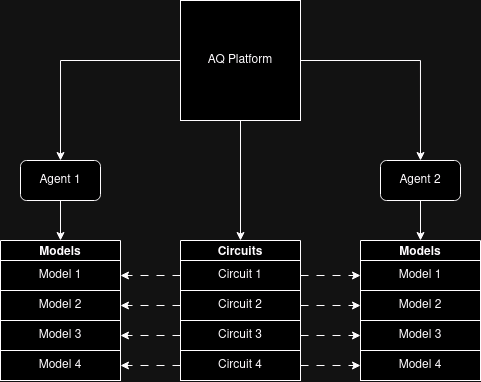 AQ Platform
Agent 1
Agent 2
Models
Circuits
Models
Model 1
Circuit 1
Model 1
Model 2
Circuit 2
Model 2
Model 3
Circuit 3
Model 3
Model 4
Circuit 4
Model 4